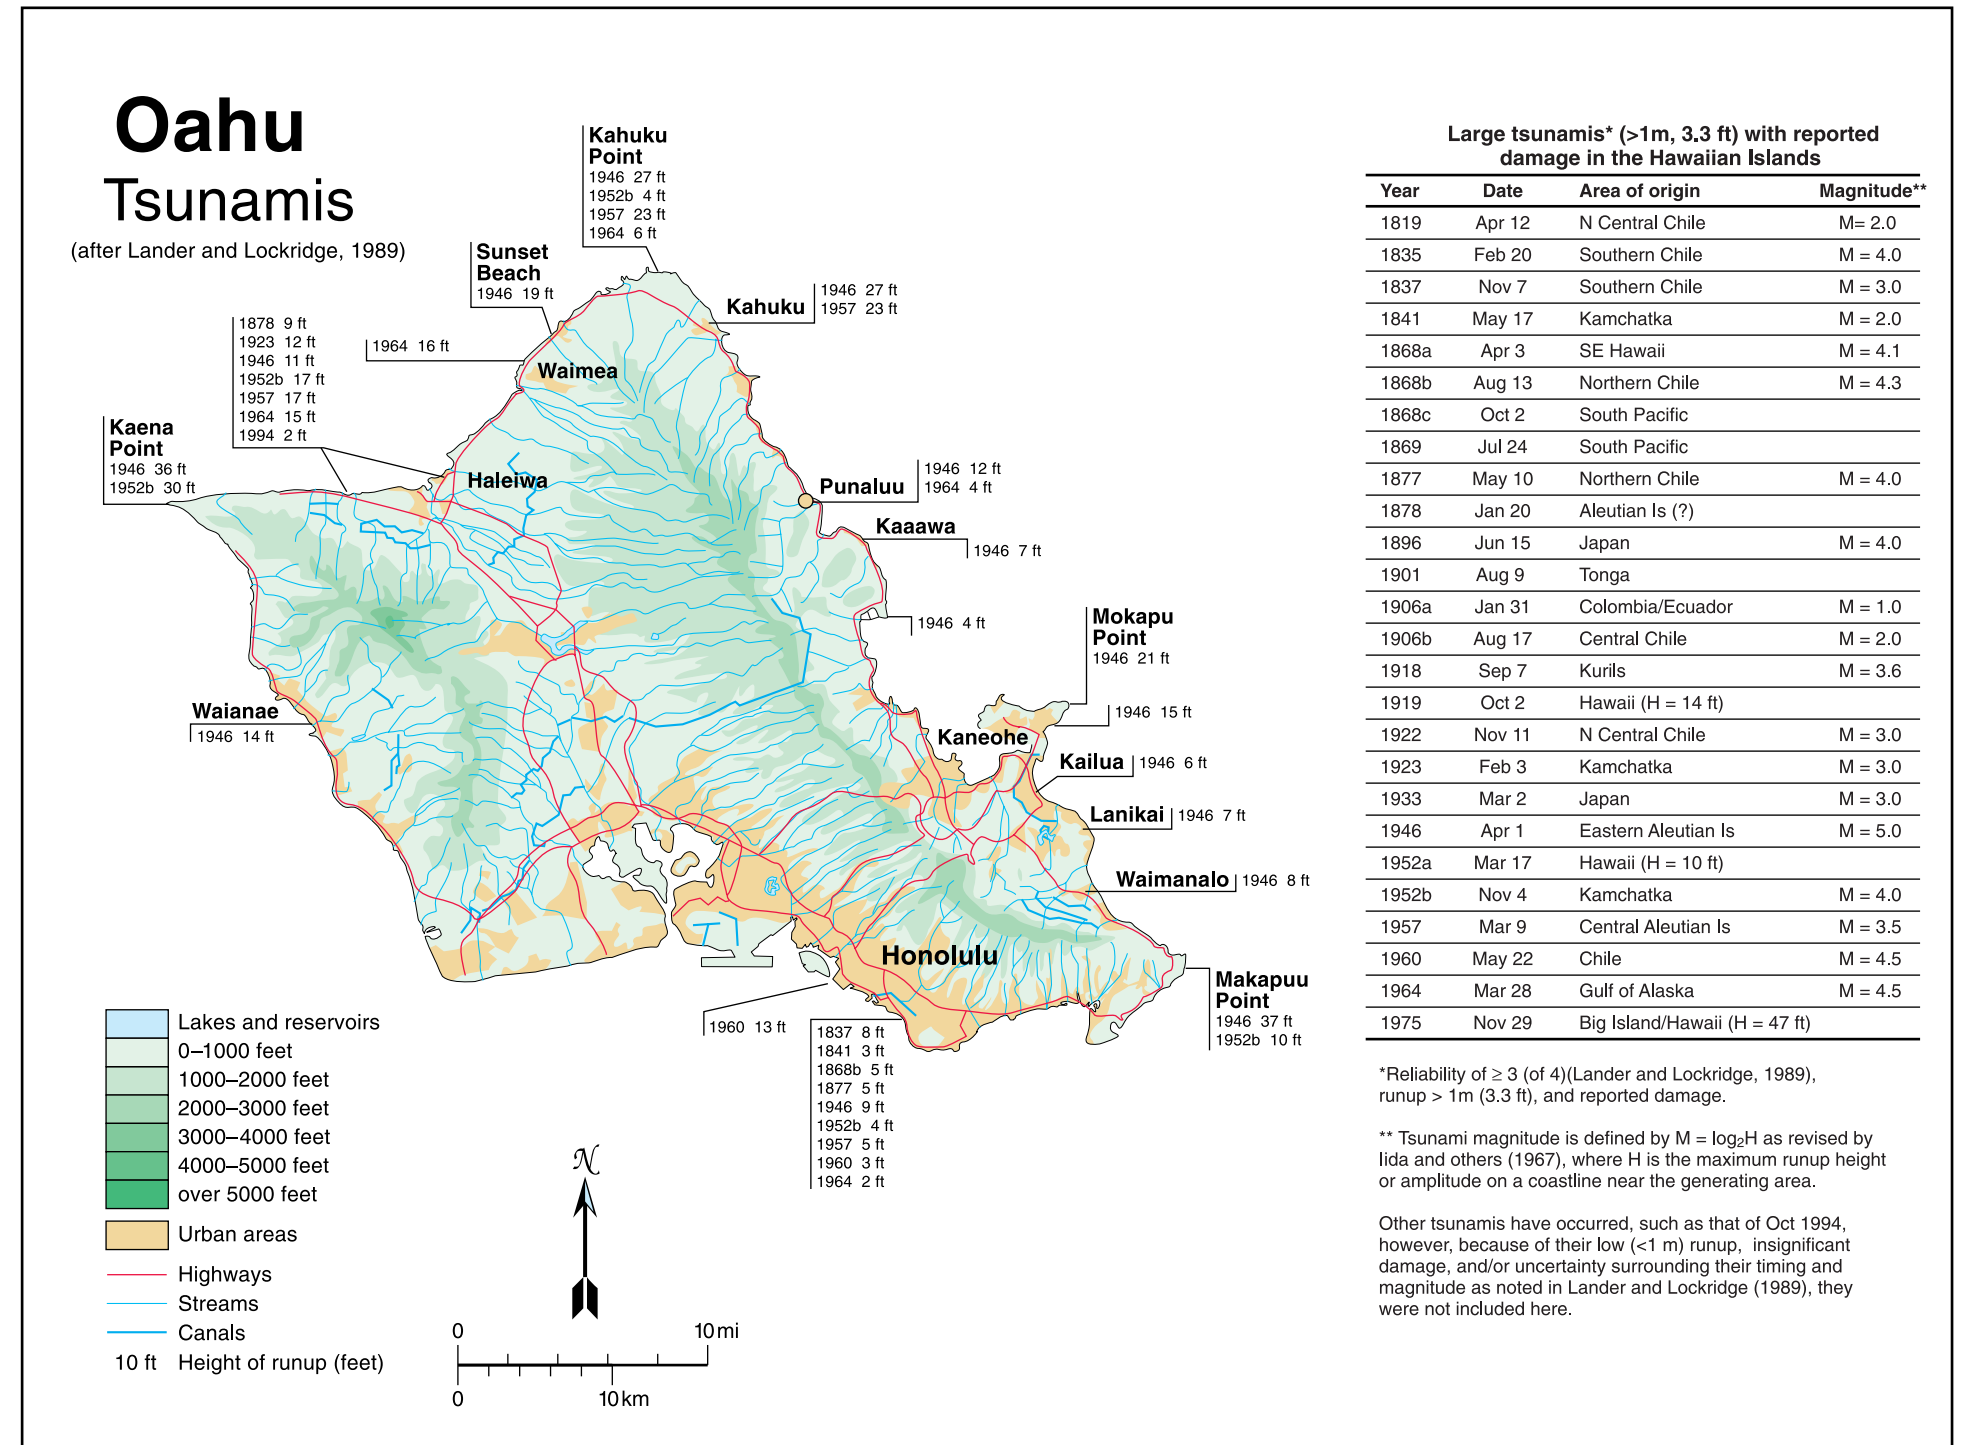 Oahu
Tsunamis
(after Lander and Lockridge, 1989)
Kahuku
Point
1946 27 ft
1952b 4 ft
1957 23 ft
1964 6 ft
Sunset
Beach
1946 19 ft
Kahuku
1946 27 ft
1957 23 ft
1878 9 ft
1923 12 ft
1946 11 ft
1952b 17 ft
1957 17 ft
1964 15 ft
1994 2 ft
1964 16 ft
Waimea
Kaena
Point
1946 36 ft
1952b 30 ft
Haleiwa
Punaluu
1946 12 ft
1964 4 ft
Kaaawa
1946 7 ft
1946 4 ft
Mokapu
Point
1946 21 ft
1946 15 ft
Waianae
1946 14 ft
Kaneohe
Kailua
1946 6 ft
Lanikai
1946 7 ft
Waimanalo
1946 8 ft
Honolulu
Makapuu
Point
1946 37 ft
1952b 10 ft
1960 13 ft
1837 8 ft
1841 3 ft
1868b 5 ft
1877 5 ft
1946 9 ft
1952b 4 ft
1957 5 ft
1960 3 ft
1964 2 ft
Lakes and reservoirs
0–1000 feet
1000–2000 feet
2000–3000 feet
3000–4000 feet
4000–5000 feet
over 5000 feet
Urban areas
Highways
Streams
Canals
10 ft Height of runup (feet)
N
0 10 mi
0 10 km
Large tsunamis* (>1m, 3.3 ft) with reported
damage in the Hawaiian Islands
Year Date Area of origin Magnitude**
1819 Apr 12 N Central Chile M= 2.0
1835 Feb 20 Southern Chile M = 4.0
1837 Nov 7 Southern Chile M = 3.0
1841 May 17 Kamchatka M = 2.0
1868a Apr 3 SE Hawaii M = 4.1
1868b Aug 13 Northern Chile M = 4.3
1868c Oct 2 South Pacific
1869 Jul 24 South Pacific
1877 May 10 Northern Chile M = 4.0
1878 Jan 20 Aleutian Is (?)
1896 Jun 15 Japan M = 4.0
1901 Aug 9 Tonga
1906a Jan 31 Colombia/Ecuador M = 1.0
1906b Aug 17 Central Chile M = 2.0
1918 Sep 7 Kurils M = 3.6
1919 Oct 2 Hawaii (H = 14 ft)
1922 Nov 11 N Central Chile M = 3.0
1923 Feb 3 Kamchatka M = 3.0
1933 Mar 2 Japan M = 3.0
1946 Apr 1 Eastern Aleutian Is M = 5.0
1952a Mar 17 Hawaii (H = 10 ft)
1952b Nov 4 Kamchatka M = 4.0
1957 Mar 9 Central Aleutian Is M = 3.5
1960 May 22 Chile M = 4.5
1964 Mar 28 Gulf of Alaska M = 4.5
1975 Nov 29 Big Island/Hawaii (H = 47 ft)
*Reliability of ≥ 3 (of 4)(Lander and Lockridge, 1989),
runup > 1m (3.3 ft), and reported damage.
** Tsunami magnitude is defined by M = log₂H as revised by
Iida and others (1967), where H is the maximum runup height
or amplitude on a coastline near the generating area.
Other tsunamis have occurred, such as that of Oct 1994,
however, because of their low (<1 m) runup, insignificant
damage, and/or uncertainty surrounding their timing and
magnitude as noted in Lander and Lockridge (1989), they
were not included here.